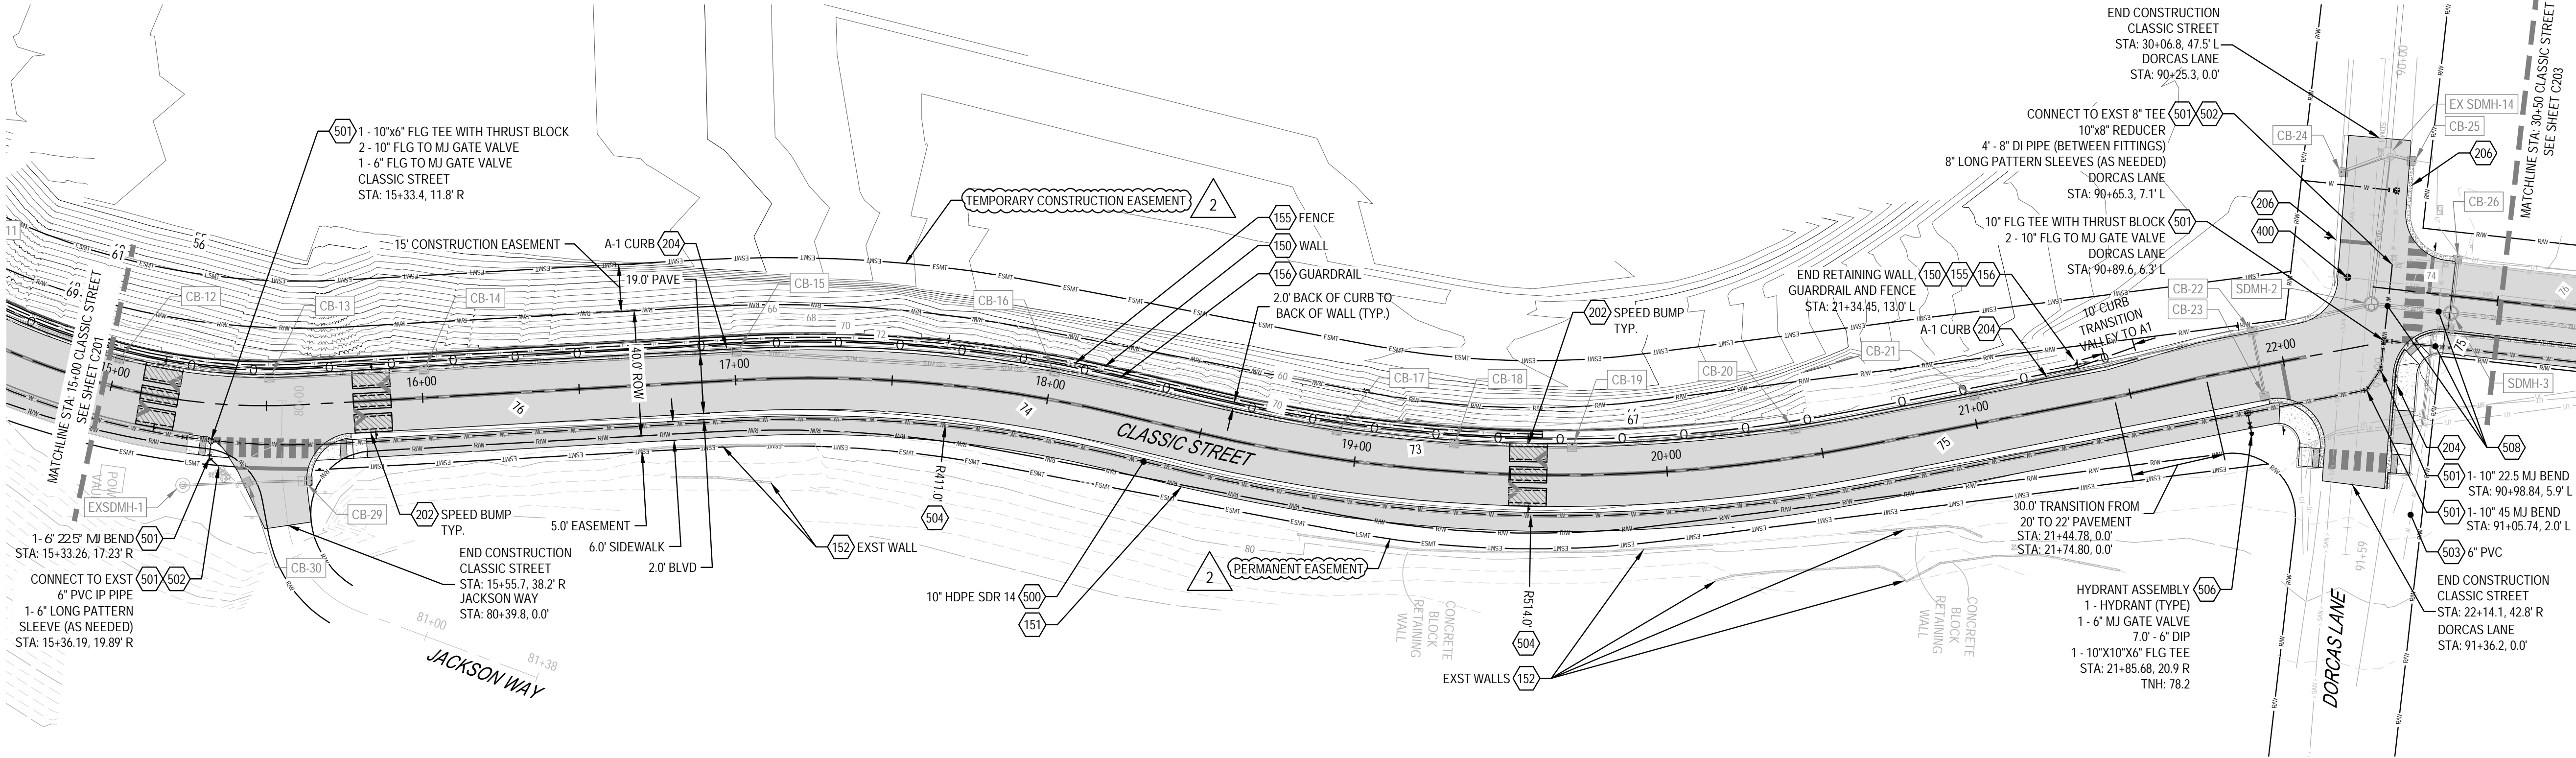 END CONSTRUCTION
CLASSIC STREET
STA: 30+06.8, 47.5' L
DORCAS LANE
STA: 90+25.3, 0.0'
MATCHLINE STA: 30+50 CLASSIC STREET
SEE SHEET C203
90+00
EX SDMH-14
CB-24
CB-25
206
CONNECT TO EXST 8" TEE 501 502
10"x8" REDUCER
4' - 8" DI PIPE (BETWEEN FITTINGS)
8" LONG PATTERN SLEEVES (AS NEEDED)
DORCAS LANE
STA: 90+65.3, 7.1' L
206
400
CB-26
10" FLG TEE WITH THRUST BLOCK 501
2 - 10" FLG TO MJ GATE VALVE
DORCAS LANE
STA: 90+89.6, 6.3' L
501 1 - 10"x6" FLG TEE WITH THRUST BLOCK
2 - 10" FLG TO MJ GATE VALVE
1 - 6" FLG TO MJ GATE VALVE
CLASSIC STREET
STA: 15+33.4, 11.8' R
TEMPORARY CONSTRUCTION EASEMENT 2
155 FENCE
150 WALL
156 GUARDRAIL
2.0' BACK OF CURB TO
BACK OF WALL (TYP.)
15' CONSTRUCTION EASEMENT
A-1 CURB 204
19.0' PAVE
40.0' ROW
END RETAINING WALL, 150 155 156
GUARDRAIL AND FENCE
STA: 21+34.45, 13.0' L
A-1 CURB 204
10' CURB
TRANSITION
VALLEY TO A1
202 SPEED BUMP
TYP.
11
61
56
69
MATCHLINE STA: 15+00 CLASSIC STREET
SEE SHEET C201
CB-12
CB-13
CB-14
CB-15
CB-16
CB-17
CB-18
CB-19
CB-20
CB-21
CB-22
CB-23
SDMH-2
SDMH-3
66
68
70
72
60
70
67
74
76
75
15+00
16+00
17+00
18+00
19+00
20+00
21+00
22+00
76
74
73
75
CLASSIC STREET
80+00
EXSDMH-1
CB-29
CB-30
1- 6" 22.5° MJ BEND 501
STA: 15+33.26, 17.23' R
CONNECT TO EXST 501 502
6" PVC IP PIPE
1- 6" LONG PATTERN
SLEEVE (AS NEEDED)
STA: 15+36.19, 19.89' R
202 SPEED BUMP
TYP.
END CONSTRUCTION
CLASSIC STREET
STA: 15+55.7, 38.2' R
JACKSON WAY
STA: 80+39.8, 0.0'
81+00
81+38
JACKSON WAY
5.0' EASEMENT
6.0' SIDEWALK
2.0' BLVD
152 EXST WALL
R411.0'
504
10" HDPE SDR 14 500
151
80
2 PERMANENT EASEMENT
CONCRETE
BLOCK
RETAINING
WALL
R514.0'
504
EXST WALLS 152
CONCRETE
BLOCK
RETAINING
WALL
30.0' TRANSITION FROM
20' TO 22' PAVEMENT
STA: 21+44.78, 0.0'
STA: 21+74.80, 0.0'
HYDRANT ASSEMBLY 506
1 - HYDRANT (TYPE)
1 - 6" MJ GATE VALVE
7.0' - 6" DIP
1 - 10"X10"X6" FLG TEE
STA: 21+85.68, 20.9 R
TNH: 78.2
91+59
DORCAS LANE
204
508
501 1- 10" 22.5 MJ BEND
STA: 90+98.84, 5.9' L
501 1- 10" 45 MJ BEND
STA: 91+05.74, 2.0' L
503 6" PVC
END CONSTRUCTION
CLASSIC STREET
STA: 22+14.1, 42.8' R
DORCAS LANE
STA: 91+36.2, 0.0'